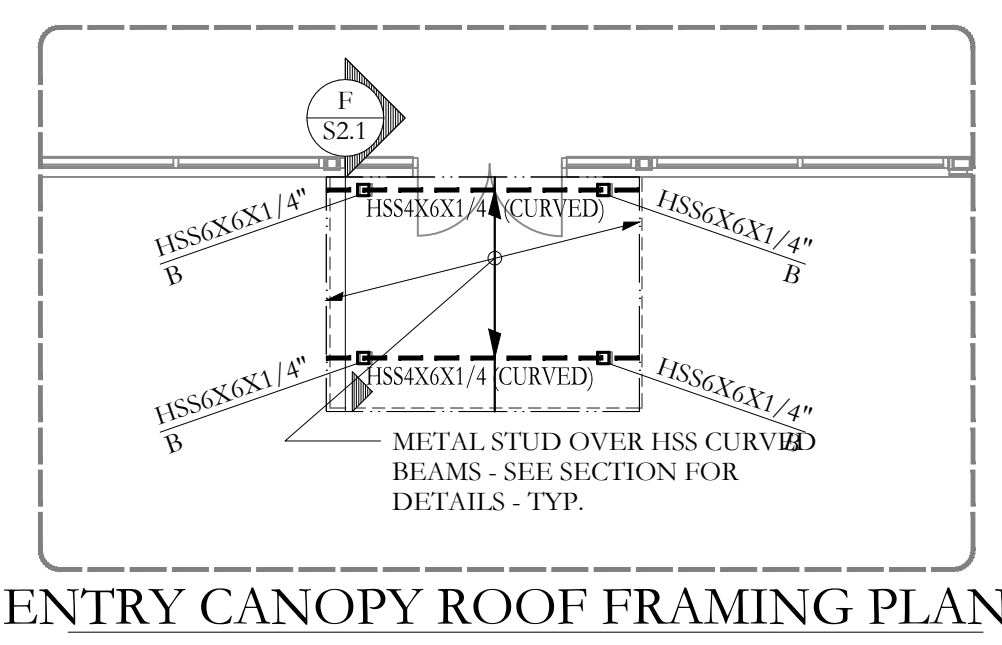 F
S2.1
HSS6X6X1/4"
B
HSS4X6X1/4 (CURVED)
HSS6X6X1/4"
B
HSS6X6X1/4"
B
HSS4X6X1/4 (CURVED)
HSS6X6X1/4"
B
METAL STUD OVER HSS CURVED
BEAMS - SEE SECTION FOR
DETAILS - TYP.
ENTRY CANOPY ROOF FRAMING PLAN